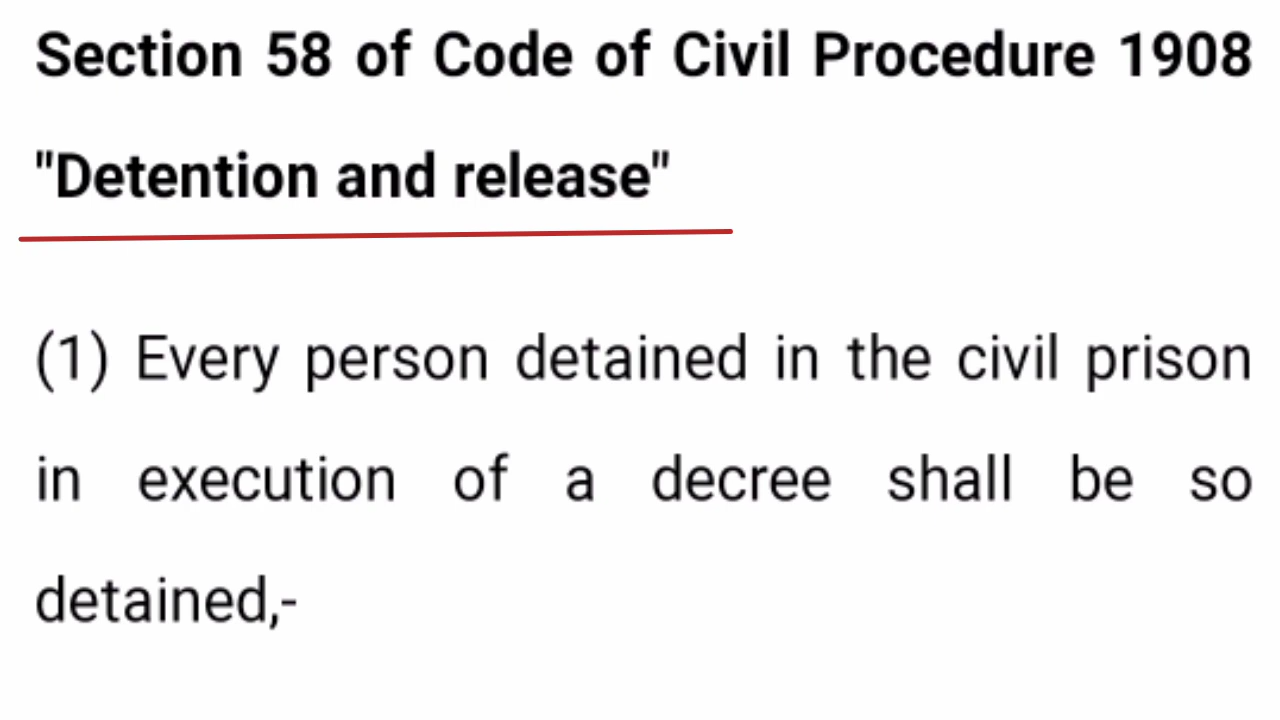 Section 58 of Code of Civil Procedure 1908
"Detention and release"
(1) Every person detained in the civil prison
in execution of a decree shall be so
detained,-